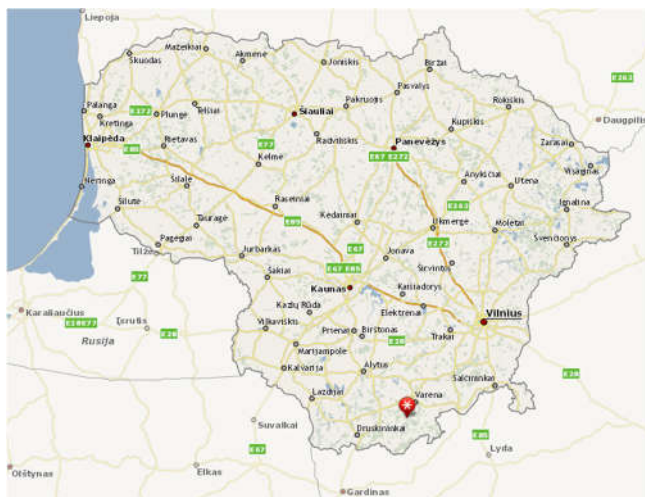 Liepoja
Skuodas
Mažeikiai
Akmenė
Joniškis
Biržai
E262
Pasvalys
Palanga
E272
Telšiai
Plungė
Šiauliai
Pakruojis
Rokiškis
Daugpilis
Kretinga
Kupiškis
Klaipėda
E85
Rietavas
E77
Radviliškis
Panevėžys
Zarasai
Kelmė
E67 E272
Visaginas
Neringa
Šilalė
Anykščiai
Utena
Raseiniai
E262
Ignalina
Šilutė
Tauragė
E85
Kėdainiai
Ukmergė
Molėtai
Pagėgiai
E67
E272
Švenčionys
Tilžė
Jurbarkas
Jonava
E77
Šakiai
E67 E85
Širvintos
Kaunas
Kaišiadorys
Karaliaučius
Kazlų Rūda
Elektrėnai
Vilnius
E28E77
Įsrutis
E28
Vilkaviškis
Prienai
Birštonas
Trakai
Rusija
Marijampolė
E28
Kalvarija
Alytus
E28
Šalčininkai
Lazdijai
Varėna
Suvalkai
Druskininkai
E85
E67
Lyda
Olštynas
Elkas
Gardinas